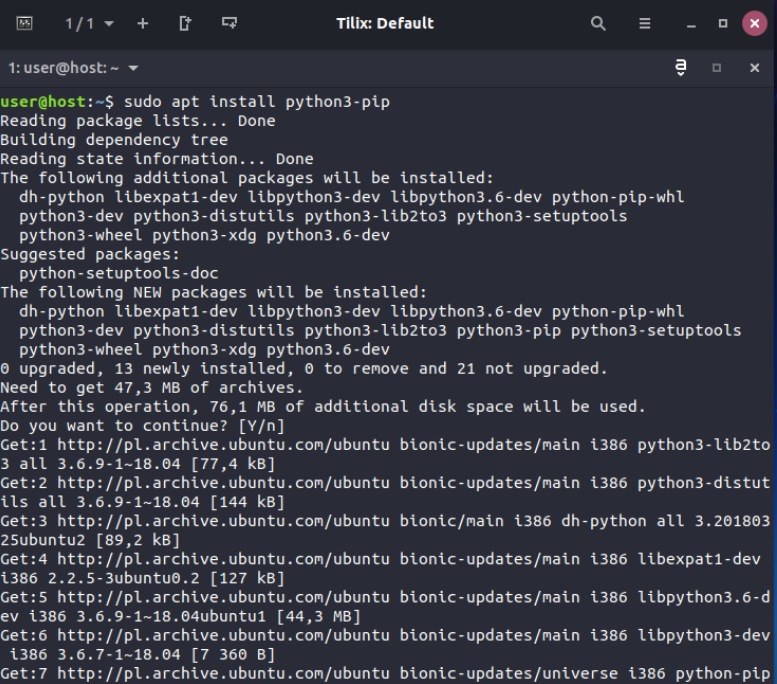 1 / 1
Tilix: Default
1: user@host: ~
a
user@host:~$ sudo apt install python3-pip
Reading package lists... Done
Building dependency tree
Reading state information... Done
The following additional packages will be installed:
  dh-python libexpat1-dev libpython3-dev libpython3.6-dev python-pip-whl
  python3-dev python3-distutils python3-lib2to3 python3-setuptools
  python3-wheel python3-xdg python3.6-dev
Suggested packages:
  python-setuptools-doc
The following NEW packages will be installed:
  dh-python libexpat1-dev libpython3-dev libpython3.6-dev python-pip-whl
  python3-dev python3-distutils python3-lib2to3 python3-pip python3-setuptools
  python3-wheel python3-xdg python3.6-dev
0 upgraded, 13 newly installed, 0 to remove and 21 not upgraded.
Need to get 47,3 MB of archives.
After this operation, 76,1 MB of additional disk space will be used.
Do you want to continue? [Y/n]
Get:1 http://pl.archive.ubuntu.com/ubuntu bionic-updates/main i386 python3-lib2to
3 all 3.6.9-1~18.04 [77,4 kB]
Get:2 http://pl.archive.ubuntu.com/ubuntu bionic-updates/main i386 python3-distut
ils all 3.6.9-1~18.04 [144 kB]
Get:3 http://pl.archive.ubuntu.com/ubuntu bionic/main i386 dh-python all 3.201803
25ubuntu2 [89,2 kB]
Get:4 http://pl.archive.ubuntu.com/ubuntu bionic-updates/main i386 libexpat1-dev
i386 2.2.5-3ubuntu0.2 [127 kB]
Get:5 http://pl.archive.ubuntu.com/ubuntu bionic-updates/main i386 libpython3.6-d
ev i386 3.6.9-1~18.04ubuntu1 [44,3 MB]
Get:6 http://pl.archive.ubuntu.com/ubuntu bionic-updates/main i386 libpython3-dev
 i386 3.6.7-1~18.04 [7 360 B]
Get:7 http://pl.archive.ubuntu.com/ubuntu bionic-updates/universe i386 python-pip